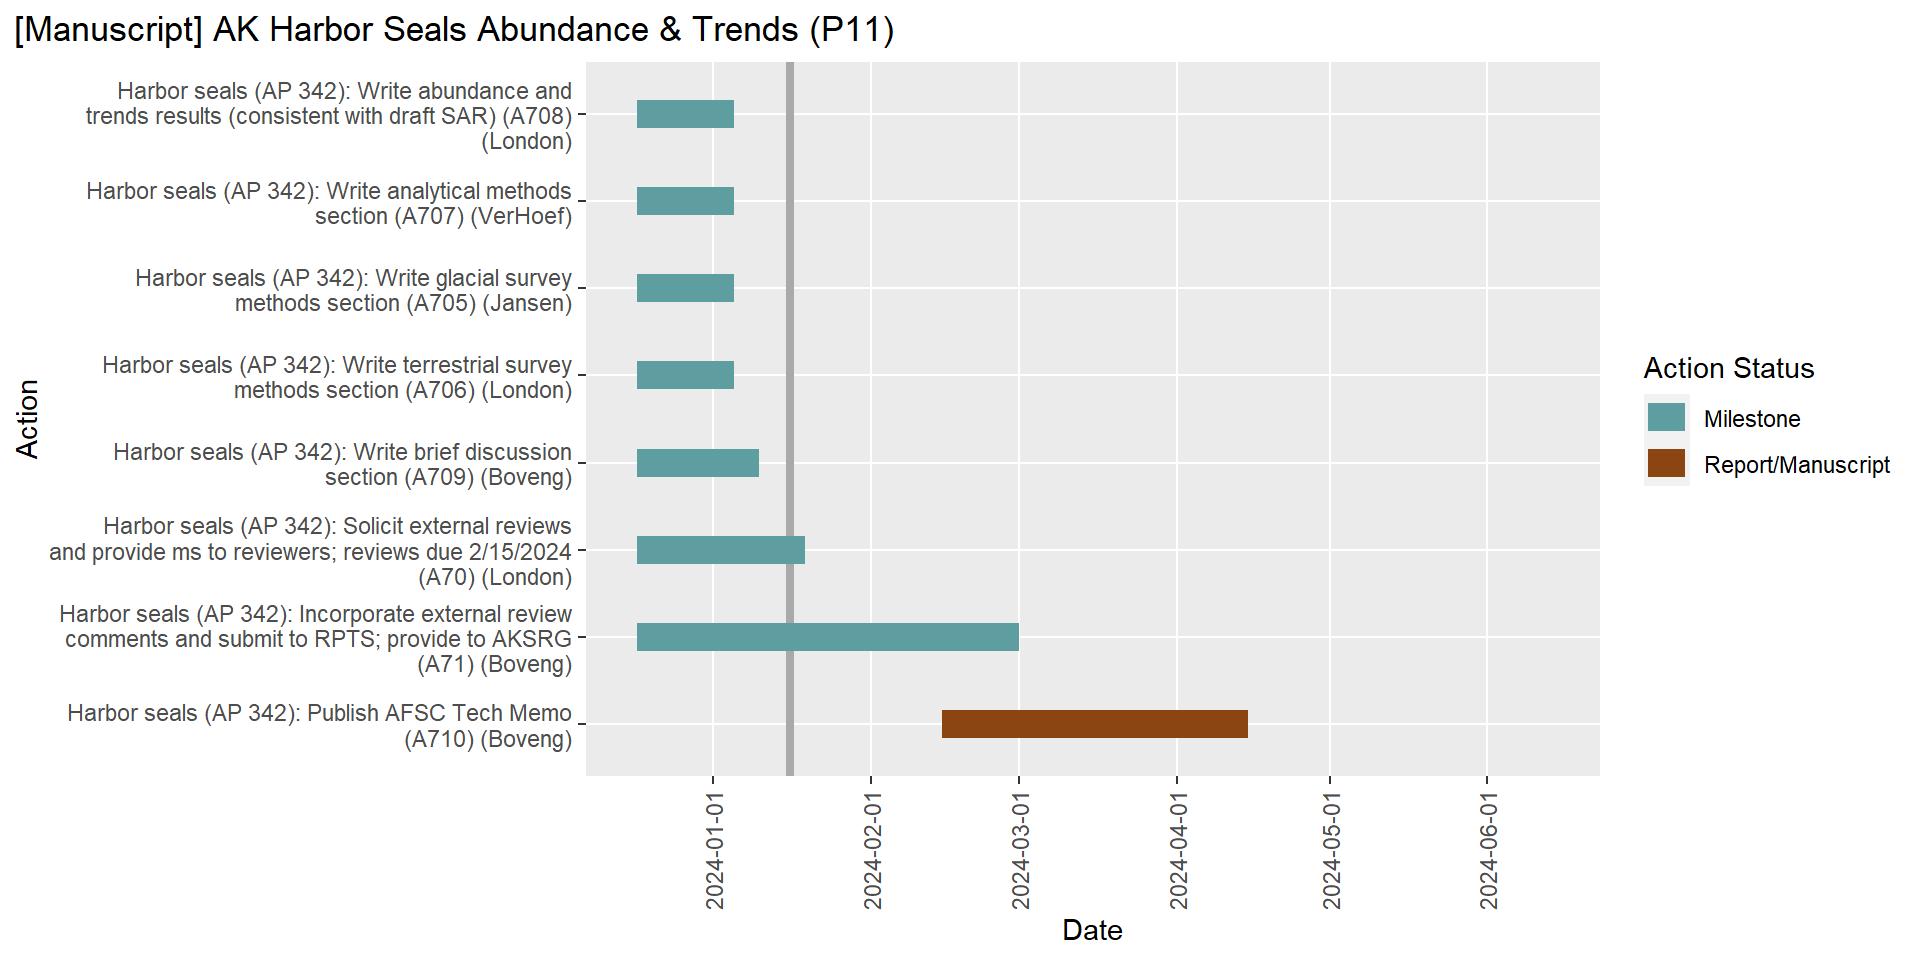 [Manuscript] AK Harbor Seals Abundance & Trends (P11)
Harbor seals (AP 342): Write abundance and
trends results (consistent with draft SAR) (A708)
(London)
Harbor seals (AP 342): Write analytical methods
section (A707) (VerHoef)
Harbor seals (AP 342): Write glacial survey
methods section (A705) (Jansen)
Harbor seals (AP 342): Write terrestrial survey
methods section (A706) (London)
Harbor seals (AP 342): Write brief discussion
section (A709) (Boveng)
Harbor seals (AP 342): Solicit external reviews
and provide ms to reviewers; reviews due 2/15/2024
(A70) (London)
Harbor seals (AP 342): Incorporate external review
comments and submit to RPTS; provide to AKSRG
(A71) (Boveng)
Harbor seals (AP 342): Publish AFSC Tech Memo
(A710) (Boveng)
Action
2024-01-01
2024-02-01
2024-03-01
2024-04-01
2024-05-01
2024-06-01
Date
Action Status
Milestone
Report/Manuscript